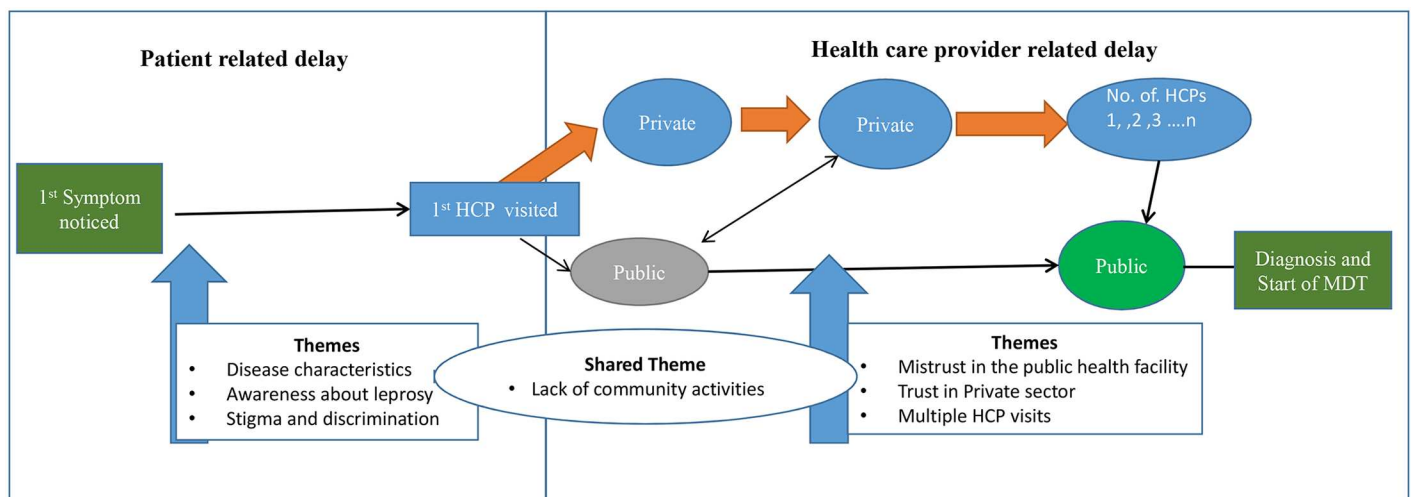 Patient related delay
Health care provider related delay
1st Symptom
noticed
1st HCP visited
Private
Private
No. of. HCPs
1, ,2 ,3 ....n
Public
Public
Diagnosis and
Start of MDT
Themes
• Disease characteristics
• Awareness about leprosy
• Stigma and discrimination
Shared Theme
• Lack of community activities
Themes
• Mistrust in the public health facility
• Trust in Private sector
• Multiple HCP visits